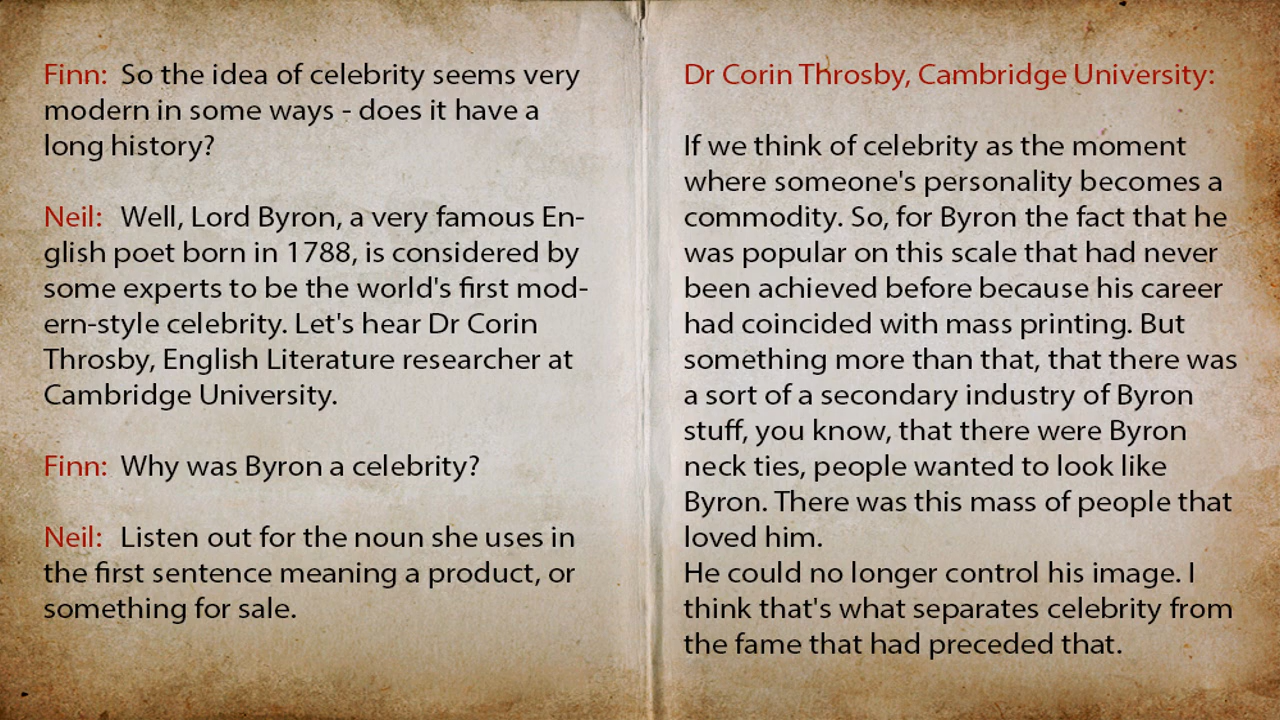 Finn: So the idea of celebrity seems very
modern in some ways - does it have a
long history?
Neil: Well, Lord Byron, a very famous En-
glish poet born in 1788, is considered by
some experts to be the world's first mod-
ern-style celebrity. Let's hear Dr Corin
Throsby, English Literature researcher at
Cambridge University.
Finn: Why was Byron a celebrity?
Neil: Listen out for the noun she uses in
the first sentence meaning a product, or
something for sale.
Dr Corin Throsby, Cambridge University:
If we think of celebrity as the moment
where someone's personality becomes a
commodity. So, for Byron the fact that he
was popular on this scale that had never
been achieved before because his career
had coincided with mass printing. But
something more than that, that there was
a sort of a secondary industry of Byron
stuff, you know, that there were Byron
neck ties, people wanted to look like
Byron. There was this mass of people that
loved him.
He could no longer control his image. I
think that's what separates celebrity from
the fame that had preceded that.